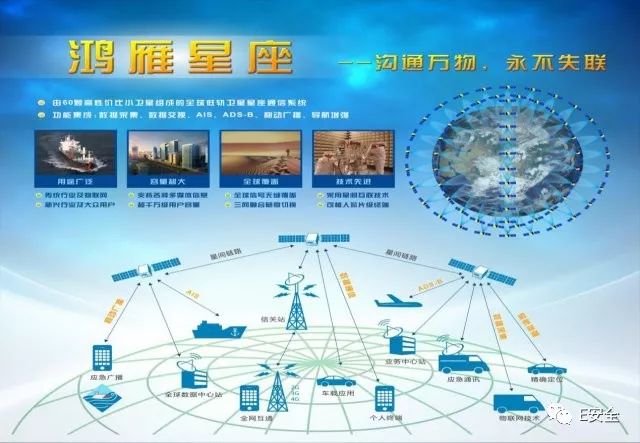 鸿雁星座
--沟通万物、永不失联
由60颗高性价比小卫星组成的全球低轨卫星星座通信系统
功能集成:数据采集、数据交换、AIS、ADS-B、移动广播、导航增强
用途广泛
传统行业及物联网
新兴行业及大众用户
容量超大
支持各种多媒体信息
超千万级用户容量
全球覆盖
全球信号无缝覆盖
三网融合随意切换
技术先进
采用星间互联技术
可植入芯片级终端
星间链路
星间链路
AIS
ADS-B
导航增强
信关站
业务中心站
应急广播
全球数据中心站
2G
3G
4G
全网互通
车载应用
个人终端
应急通讯
精确定位
物联网技术
E安全